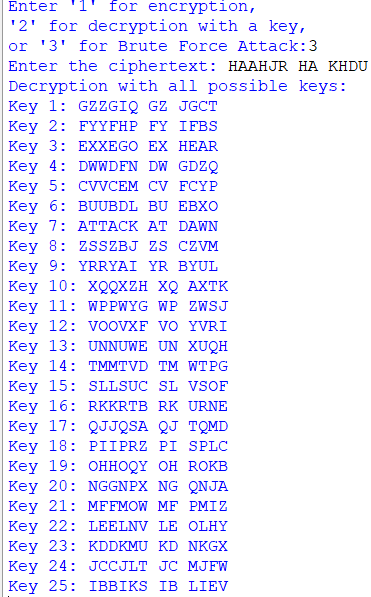 Enter '1' for encryption,
'2' for decryption with a key,
or '3' for Brute Force Attack:3
Enter the ciphertext: HAAHJR HA KHDU
Decryption with all possible keys:
Key 1: GZZGIQ GZ JGCT
Key 2: FYYFHP FY IFBS
Key 3: EXXEGO EX HEAR
Key 4: DWWDFN DW GDZQ
Key 5: CVVCEM CV FCYP
Key 6: BUUBDL BU EBXO
Key 7: ATTACK AT DAWN
Key 8: ZSSZBJ ZS CZVM
Key 9: YRRYAI YR BYUL
Key 10: XQQXZH XQ AXTK
Key 11: WPPWYG WP ZWSJ
Key 12: VOOVXF VO YVRI
Key 13: UNNUWE UN XUQH
Key 14: TMMTVD TM WTPG
Key 15: SLLSUC SL VSOF
Key 16: RKKRTB RK URNE
Key 17: QJJQSA QJ TQMD
Key 18: PIIPRZ PI SPLC
Key 19: OHHOQY OH ROKB
Key 20: NGGNPX NG QNJA
Key 21: MFFMOW MF PMIZ
Key 22: LEELNV LE OLHY
Key 23: KDDKMU KD NKGX
Key 24: JCCJLT JC MJFW
Key 25: IBBIKS IB LIEV